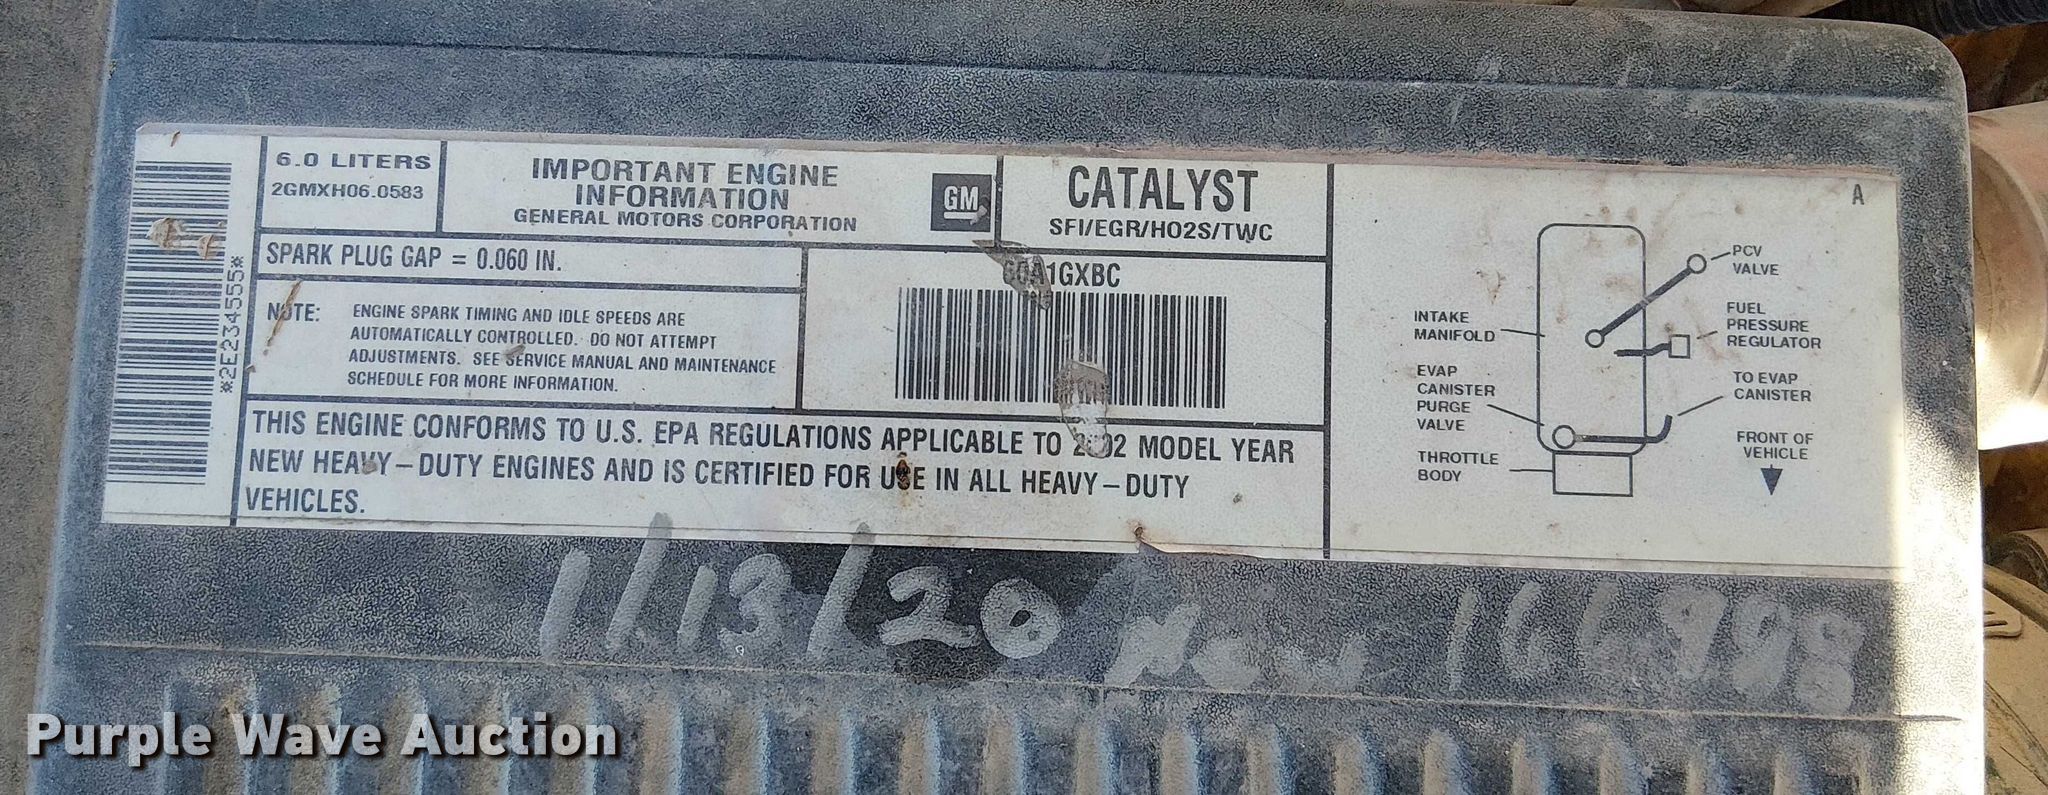 6.0 LITERS
2GMXH06.0583
IMPORTANT ENGINE
INFORMATION
GENERAL MOTORS CORPORATION
GM
CATALYST
SFI/EGR/HO2S/TWC
A
SPARK PLUG GAP = 0.060 IN.
NOTE: ENGINE SPARK TIMING AND IDLE SPEEDS ARE
AUTOMATICALLY CONTROLLED. DO NOT ATTEMPT
ADJUSTMENTS. SEE SERVICE MANUAL AND MAINTENANCE
SCHEDULE FOR MORE INFORMATION.
*2E234555*
THIS ENGINE CONFORMS TO U.S. EPA REGULATIONS APPLICABLE TO 2002 MODEL YEAR
NEW HEAVY-DUTY ENGINES AND IS CERTIFIED FOR USE IN ALL HEAVY-DUTY
VEHICLES.
PCV
VALVE
INTAKE
MANIFOLD
FUEL
PRESSURE
REGULATOR
EVAP
CANISTER
PURGE
VALVE
TO EVAP
CANISTER
THROTTLE
BODY
FRONT OF
VEHICLE
1/13/20 New
Purple Wave Auction